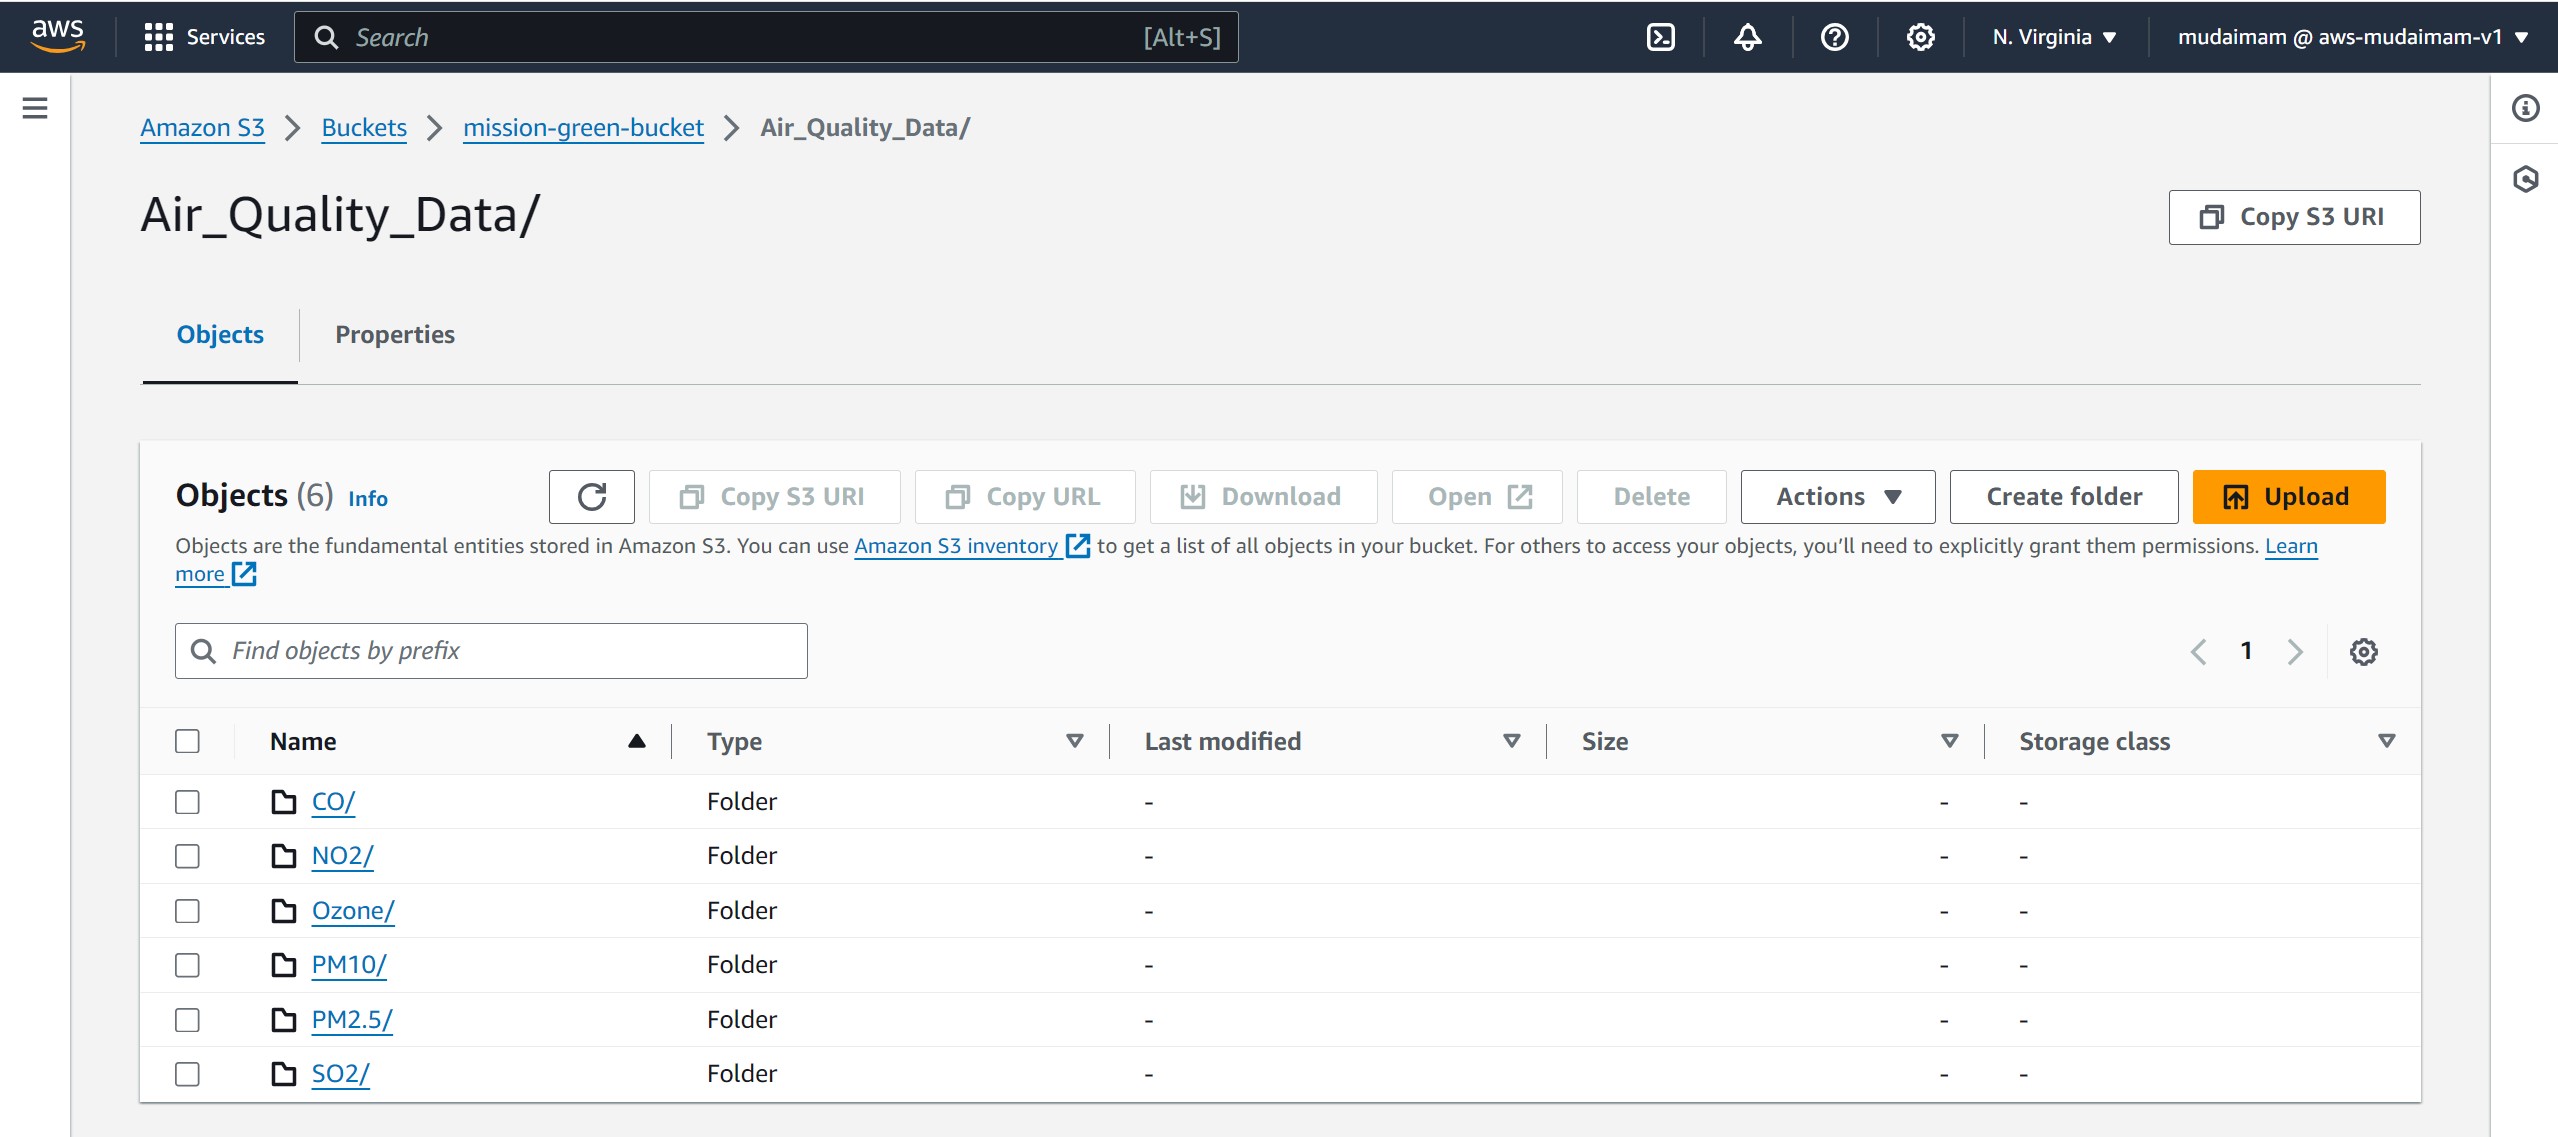 aws Services Search [Alt+S] N. Virginia mudaimam @ aws-mudaimam-v1
Amazon S3 Buckets mission-green-bucket Air_Quality_Data/
Air_Quality_Data/
Copy S3 URI
Objects Properties
Objects (6) Info Copy S3 URI Copy URL Download Open Delete Actions Create folder Upload
Objects are the fundamental entities stored in Amazon S3. You can use Amazon S3 inventory to get a list of all objects in your bucket. For others to access your objects, you’ll need to explicitly grant them permissions. Learn
more
Find objects by prefix 1
Name Type Last modified Size Storage class
CO/ Folder - - -
NO2/ Folder - - -
Ozone/ Folder - - -
PM10/ Folder - - -
PM2.5/ Folder - - -
SO2/ Folder - - -